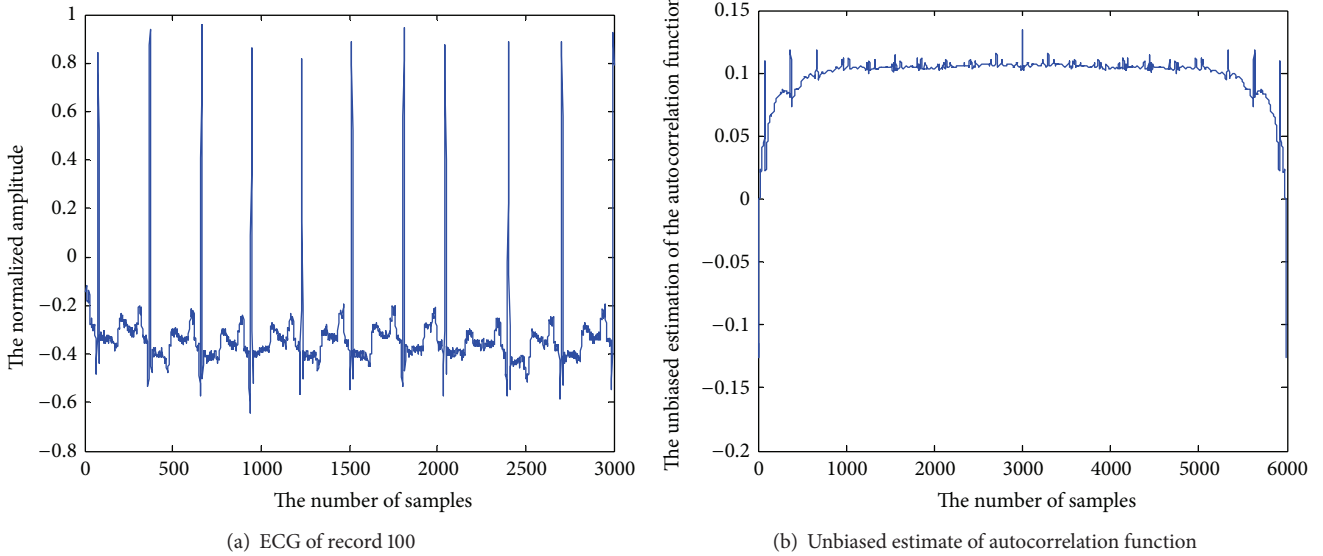 The normalized amplitude
1
0.8
0.6
0.4
0.2
0
−0.2
−0.4
−0.6
−0.8
0 500 1000 1500 2000 2500 3000
The number of samples
(a) ECG of record 100
The unbiased estimation of the autocorrelation function
0.15
0.1
0.05
0
−0.05
−0.1
−0.15
−0.2
0 1000 2000 3000 4000 5000 6000
The number of samples
(b) Unbiased estimate of autocorrelation function